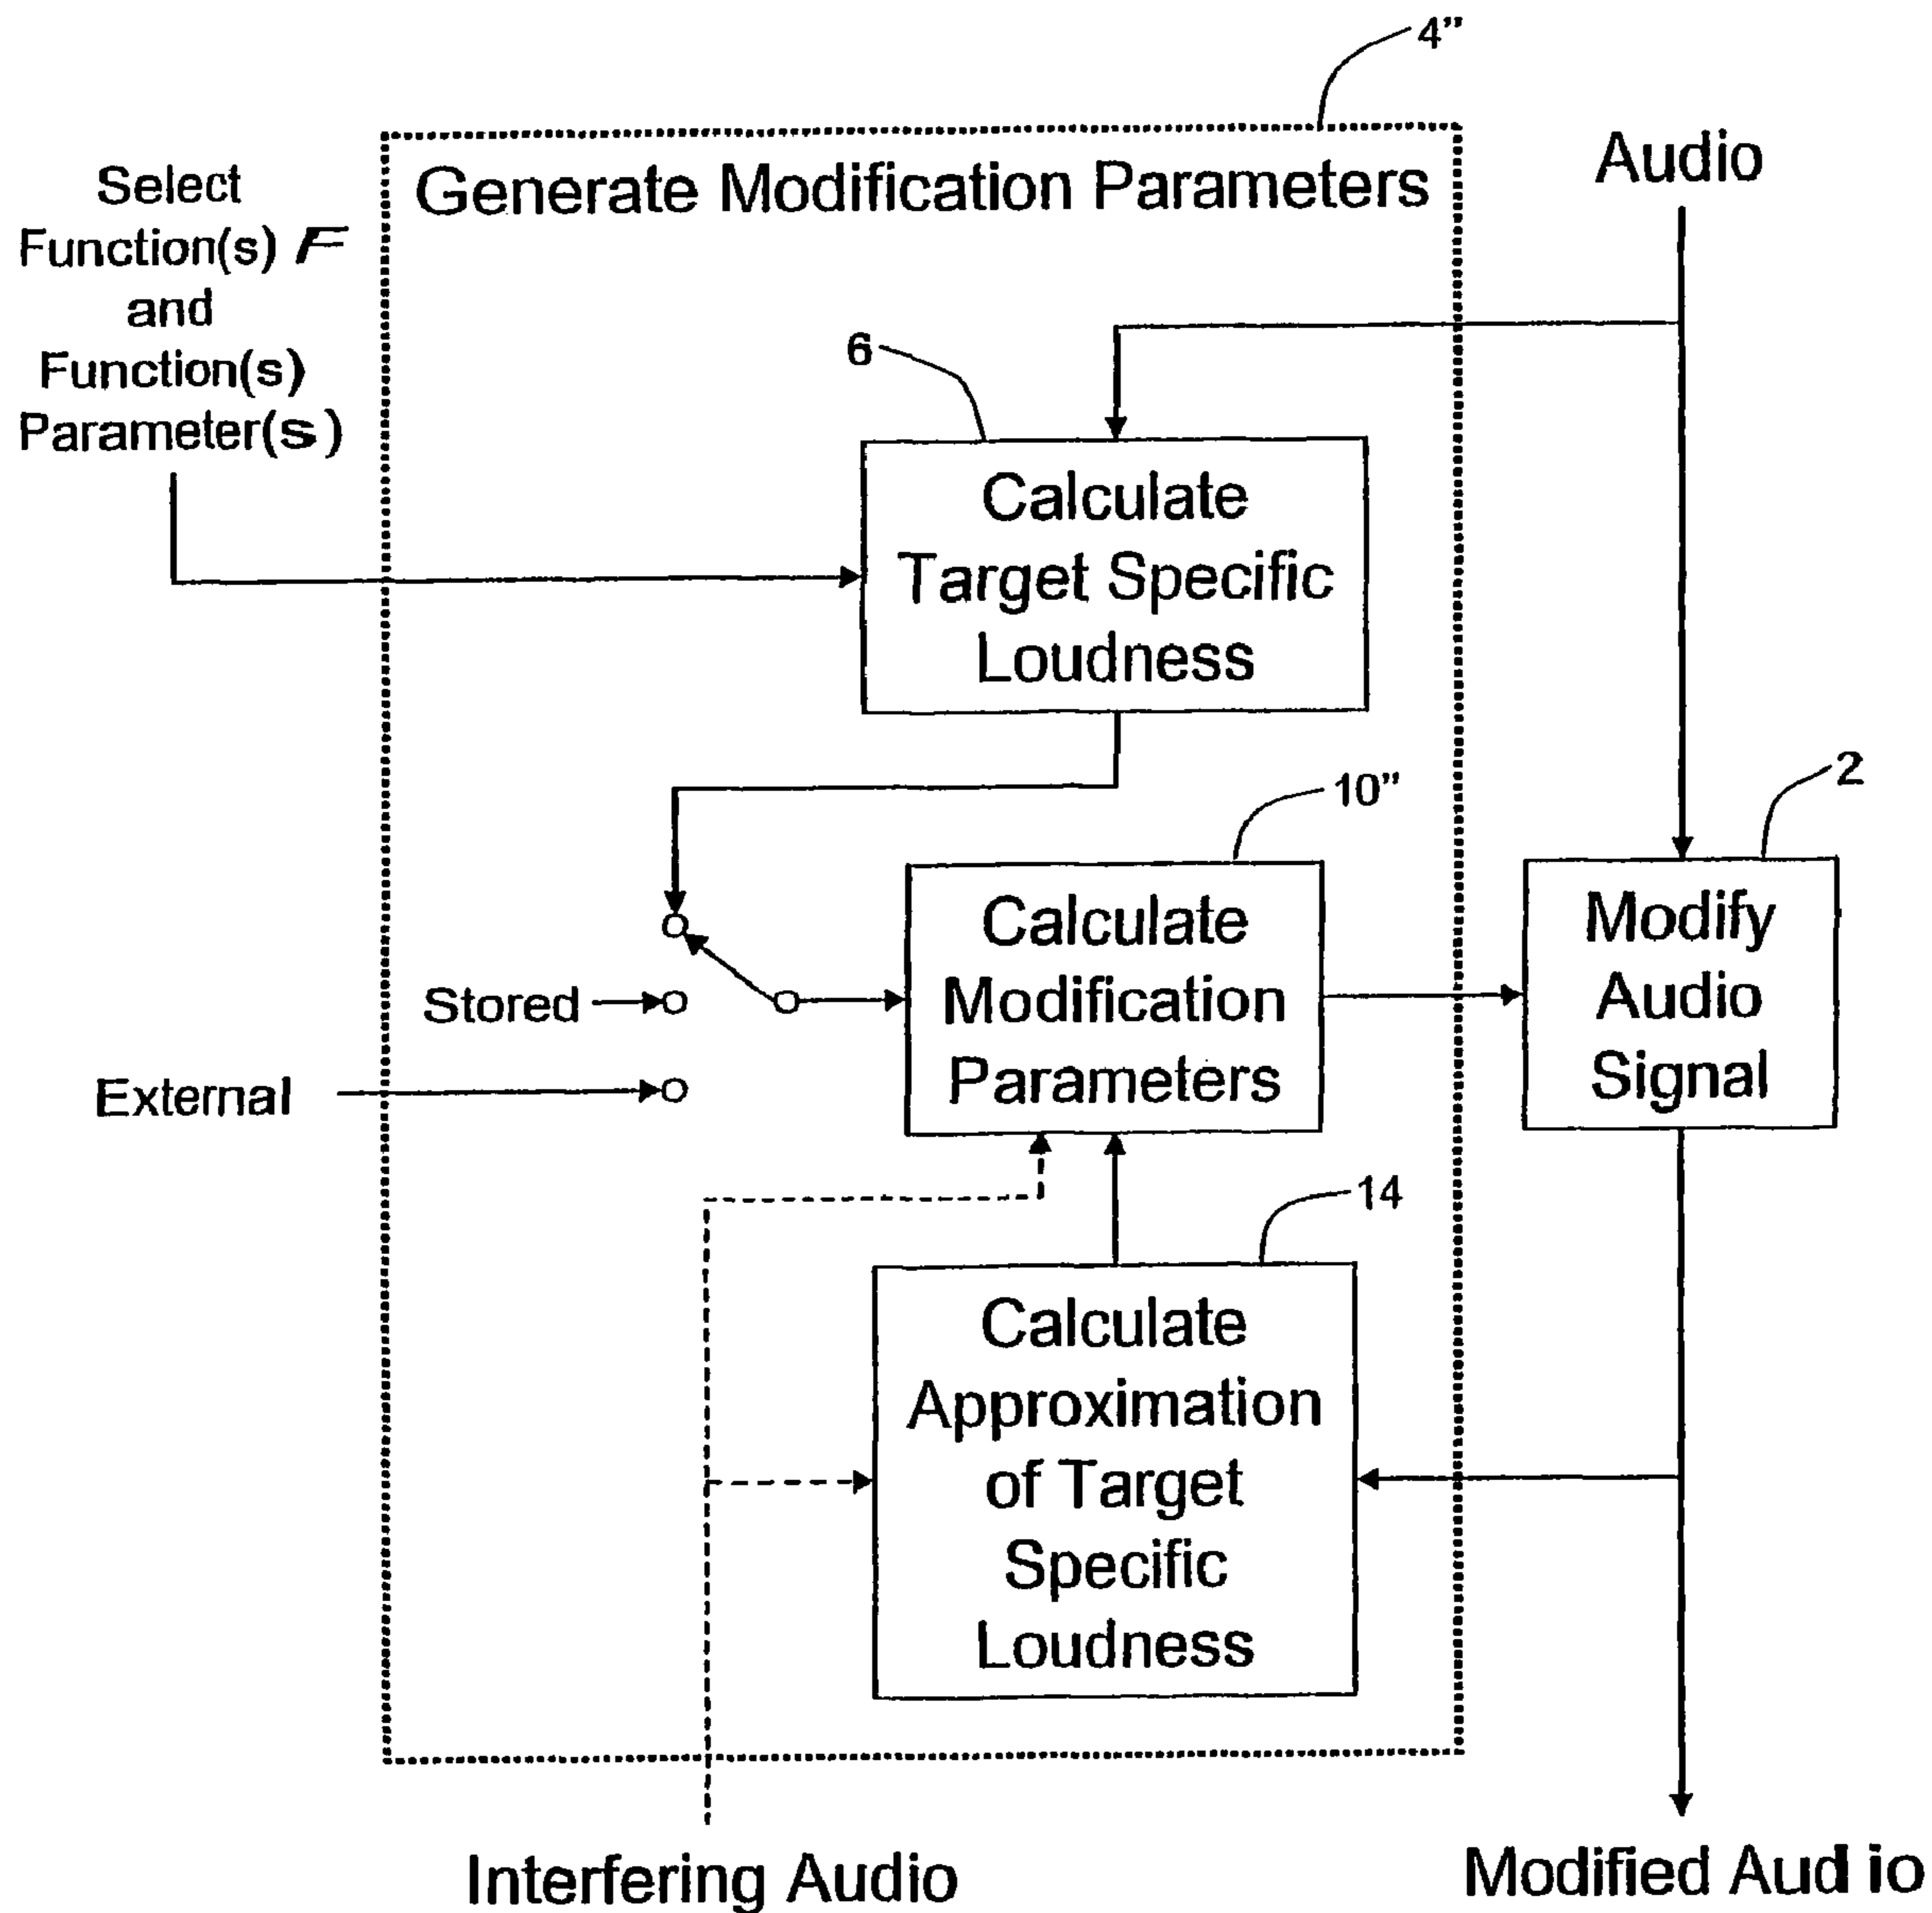 4”
Select
Function(s) F
and
Function(s)
Parameter(s)
Generate Modification Parameters
Audio
6
Calculate
Target Specific
Loudness
10”
2
Stored
External
Calculate
Modification
Parameters
Modify
Audio
Signal
14
Calculate
Approximation
of Target
Specific
Loudness
Interfering Audio
Modified Aud io